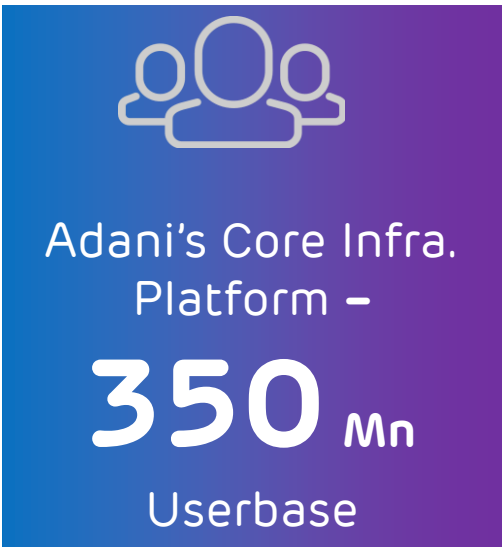 Adani's Core Infra.
Platform –
350 Mn
Userbase